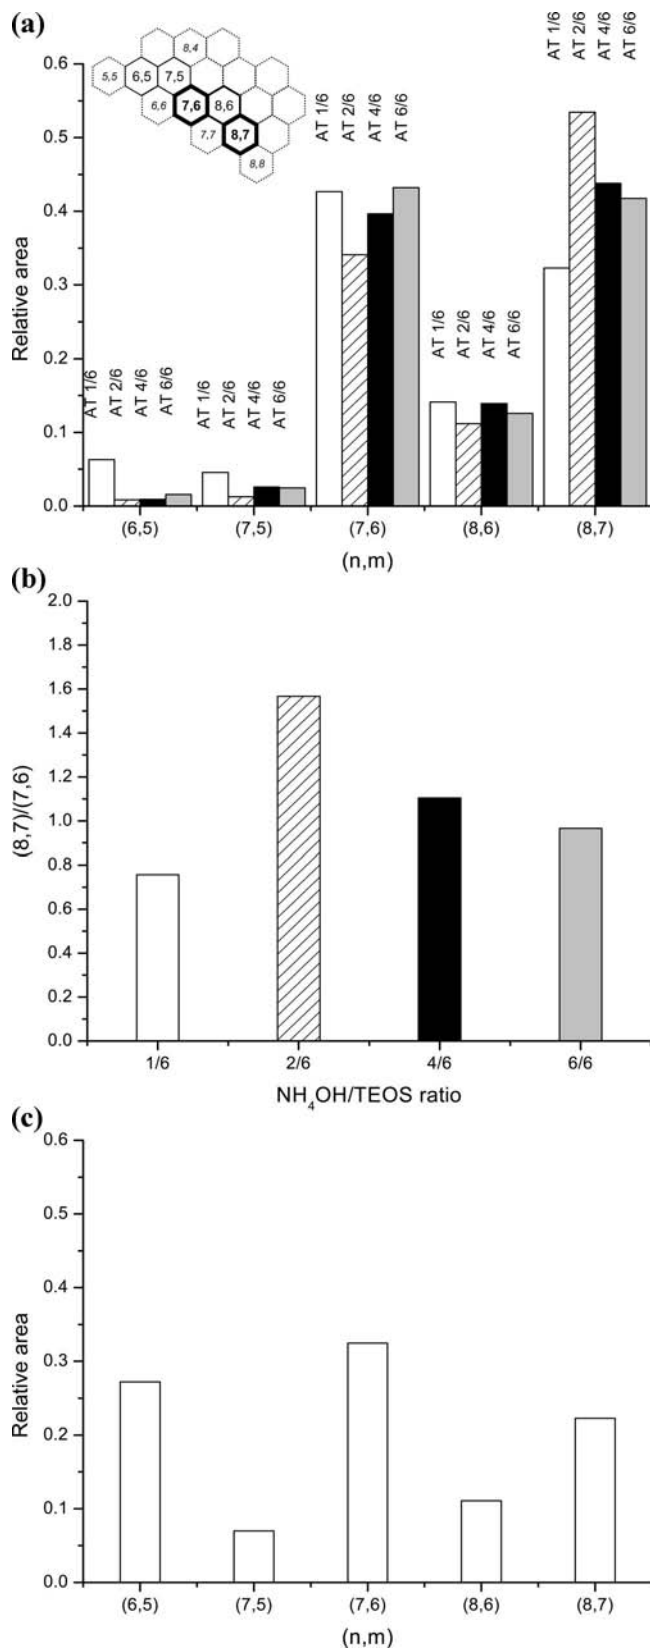 (a)
0.6
0.5
0.4
0.3
0.2
0.1
0.0
Relative area
8,4
5,5 6,5 7,5
6,6 7,6 8,6
7,7 8,7
8,8
AT 1/6 AT 2/6 AT 4/6 AT 6/6
AT 1/6 AT 2/6 AT 4/6 AT 6/6
AT 1/6 AT 2/6 AT 4/6 AT 6/6
AT 1/6 AT 2/6 AT 4/6 AT 6/6
AT 1/6 AT 2/6 AT 4/6 AT 6/6
(6,5) (7,5) (7,6) (8,6) (8,7)
(n,m)
(b)
2.0
1.8
1.6
1.4
1.2
1.0
0.8
0.6
0.4
0.2
0.0
(8,7)/(7,6)
1/6 2/6 4/6 6/6
NH₄OH/TEOS ratio
(c)
0.6
0.5
0.4
0.3
0.2
0.1
0.0
Relative area
(6,5) (7,5) (7,6) (8,6) (8,7)
(n,m)